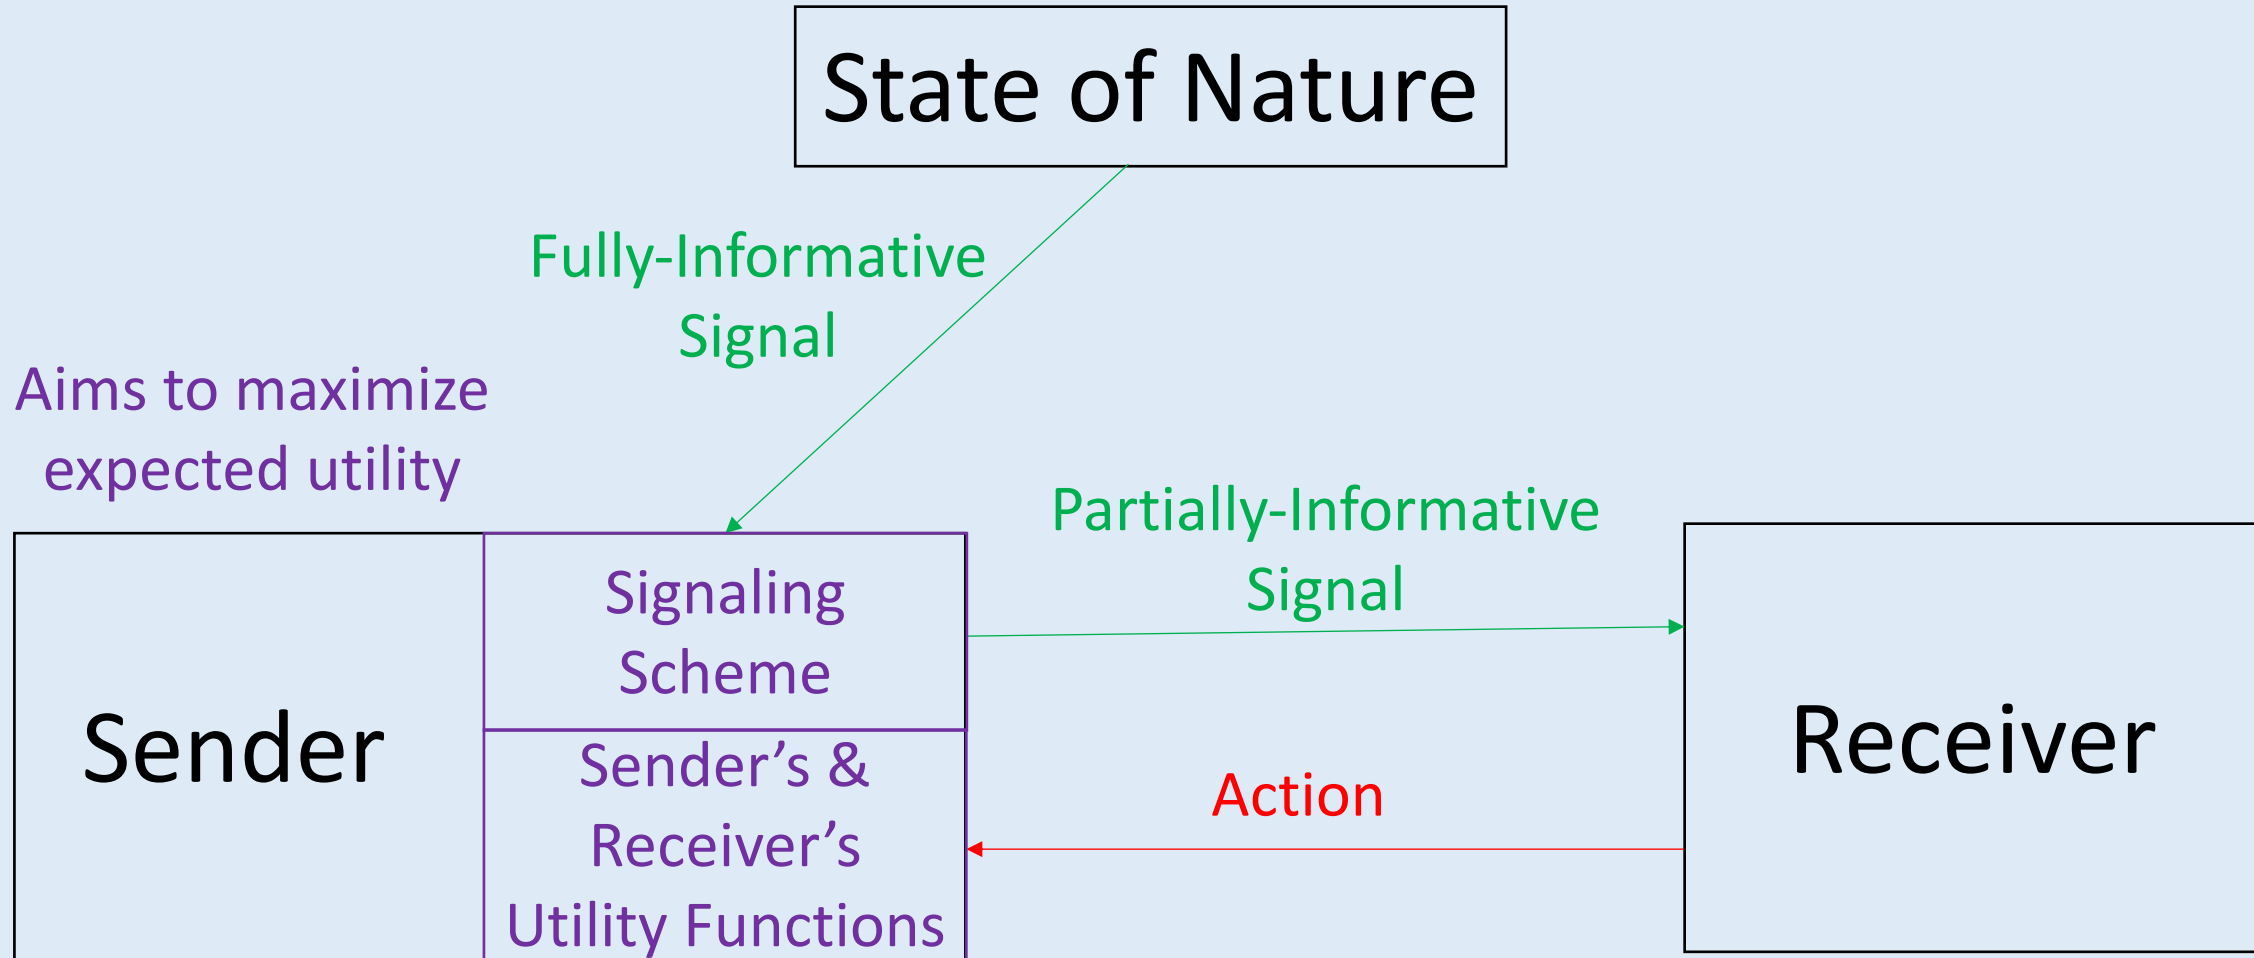 State of Nature
Fully-Informative
Signal
Aims to maximize
expected utility
Partially-Informative
Signal
Signaling
Scheme
Sender
Sender’s &
Receiver’s
Utility Functions
Action
Receiver